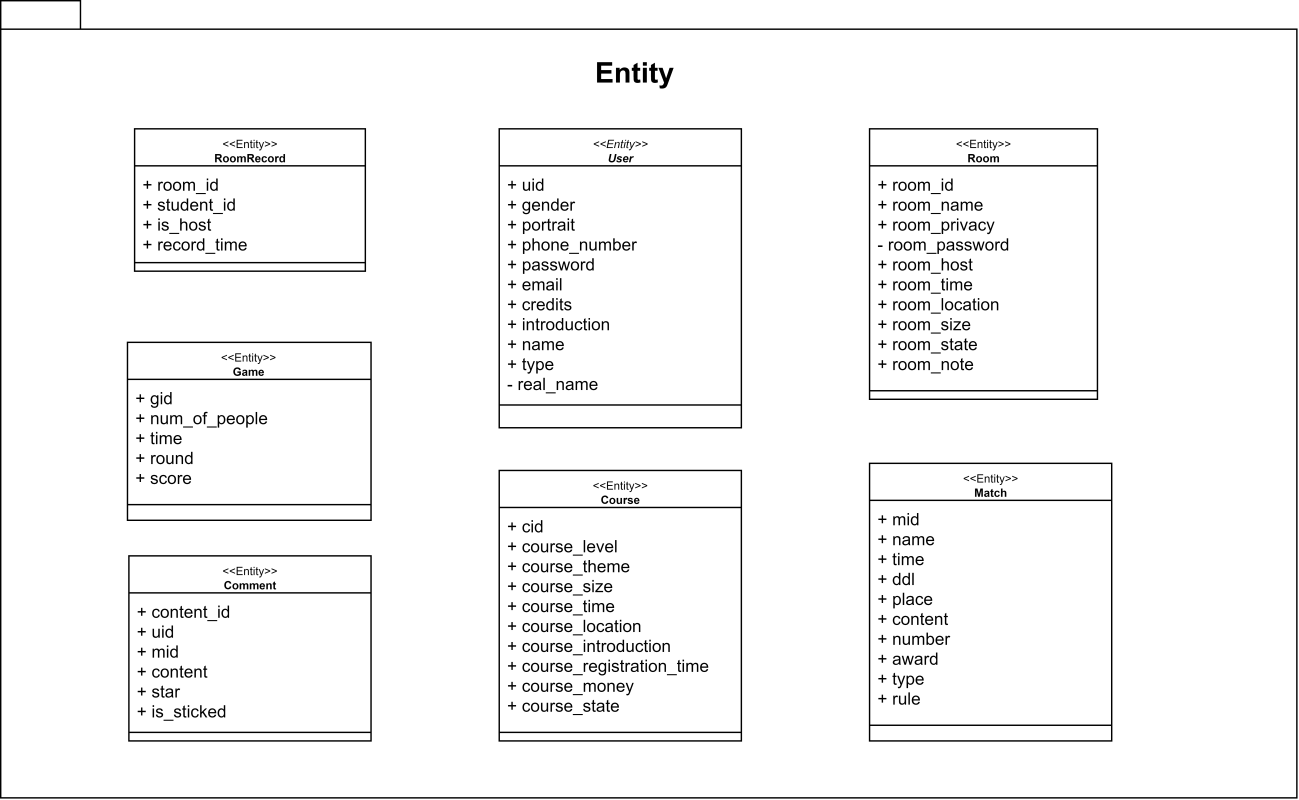 Entity
<<Entity>>
RoomRecord
+ room_id
+ student_id
+ is_host
+ record_time
<<Entity>>
User
+ uid
+ gender
+ portrait
+ phone_number
+ password
+ email
+ credits
+ introduction
+ name
+ type
- real_name
<<Entity>>
Room
+ room_id
+ room_name
+ room_privacy
- room_password
+ room_host
+ room_time
+ room_location
+ room_size
+ room_state
+ room_note
<<Entity>>
Game
+ gid
+ num_of_people
+ time
+ round
+ score
<<Entity>>
Comment
+ content_id
+ uid
+ mid
+ content
+ star
+ is_sticked
<<Entity>>
Course
+ cid
+ course_level
+ course_theme
+ course_size
+ course_time
+ course_location
+ course_introduction
+ course_registration_time
+ course_money
+ course_state
<<Entity>>
Match
+ mid
+ name
+ time
+ ddl
+ place
+ content
+ number
+ award
+ type
+ rule